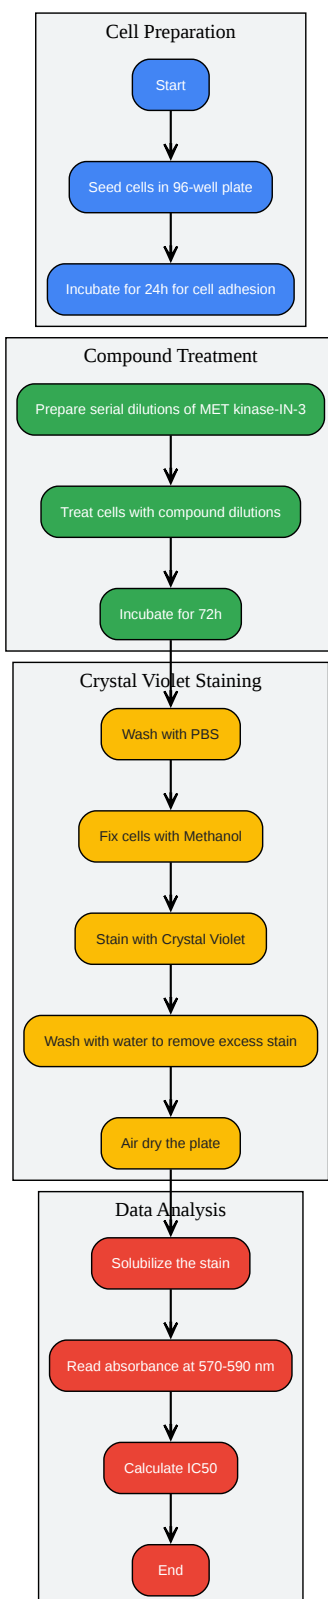 Cell Preparation
Start
Seed cells in 96-well plate
Incubate for 24h for cell adhesion
Compound Treatment
Prepare serial dilutions of MET kinase-IN-3
Treat cells with compound dilutions
Incubate for 72h
Crystal Violet Staining
Wash with PBS
Fix cells with Methanol
Stain with Crystal Violet
Wash with water to remove excess stain
Air dry the plate
Data Analysis
Solubilize the stain
Read absorbance at 570-590 nm
Calculate IC50
End